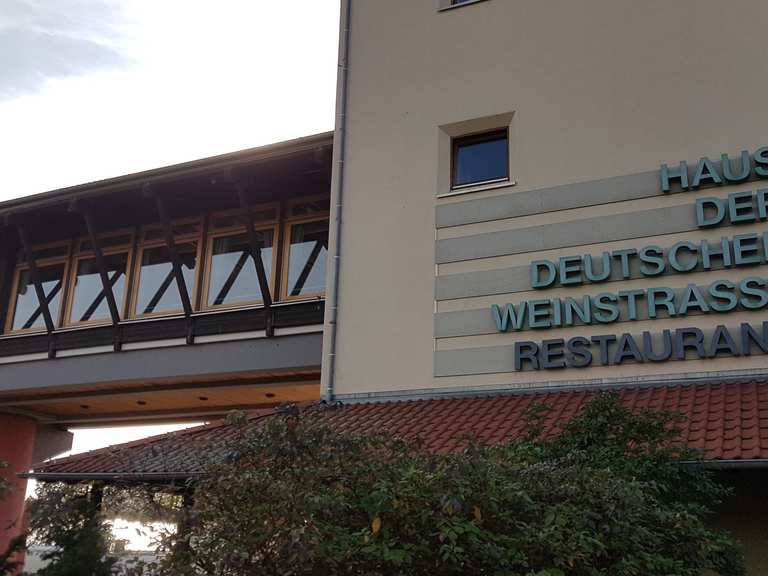 HAUS
DER
DEUTSCHEN
WEINSTRASS
RESTAURAN